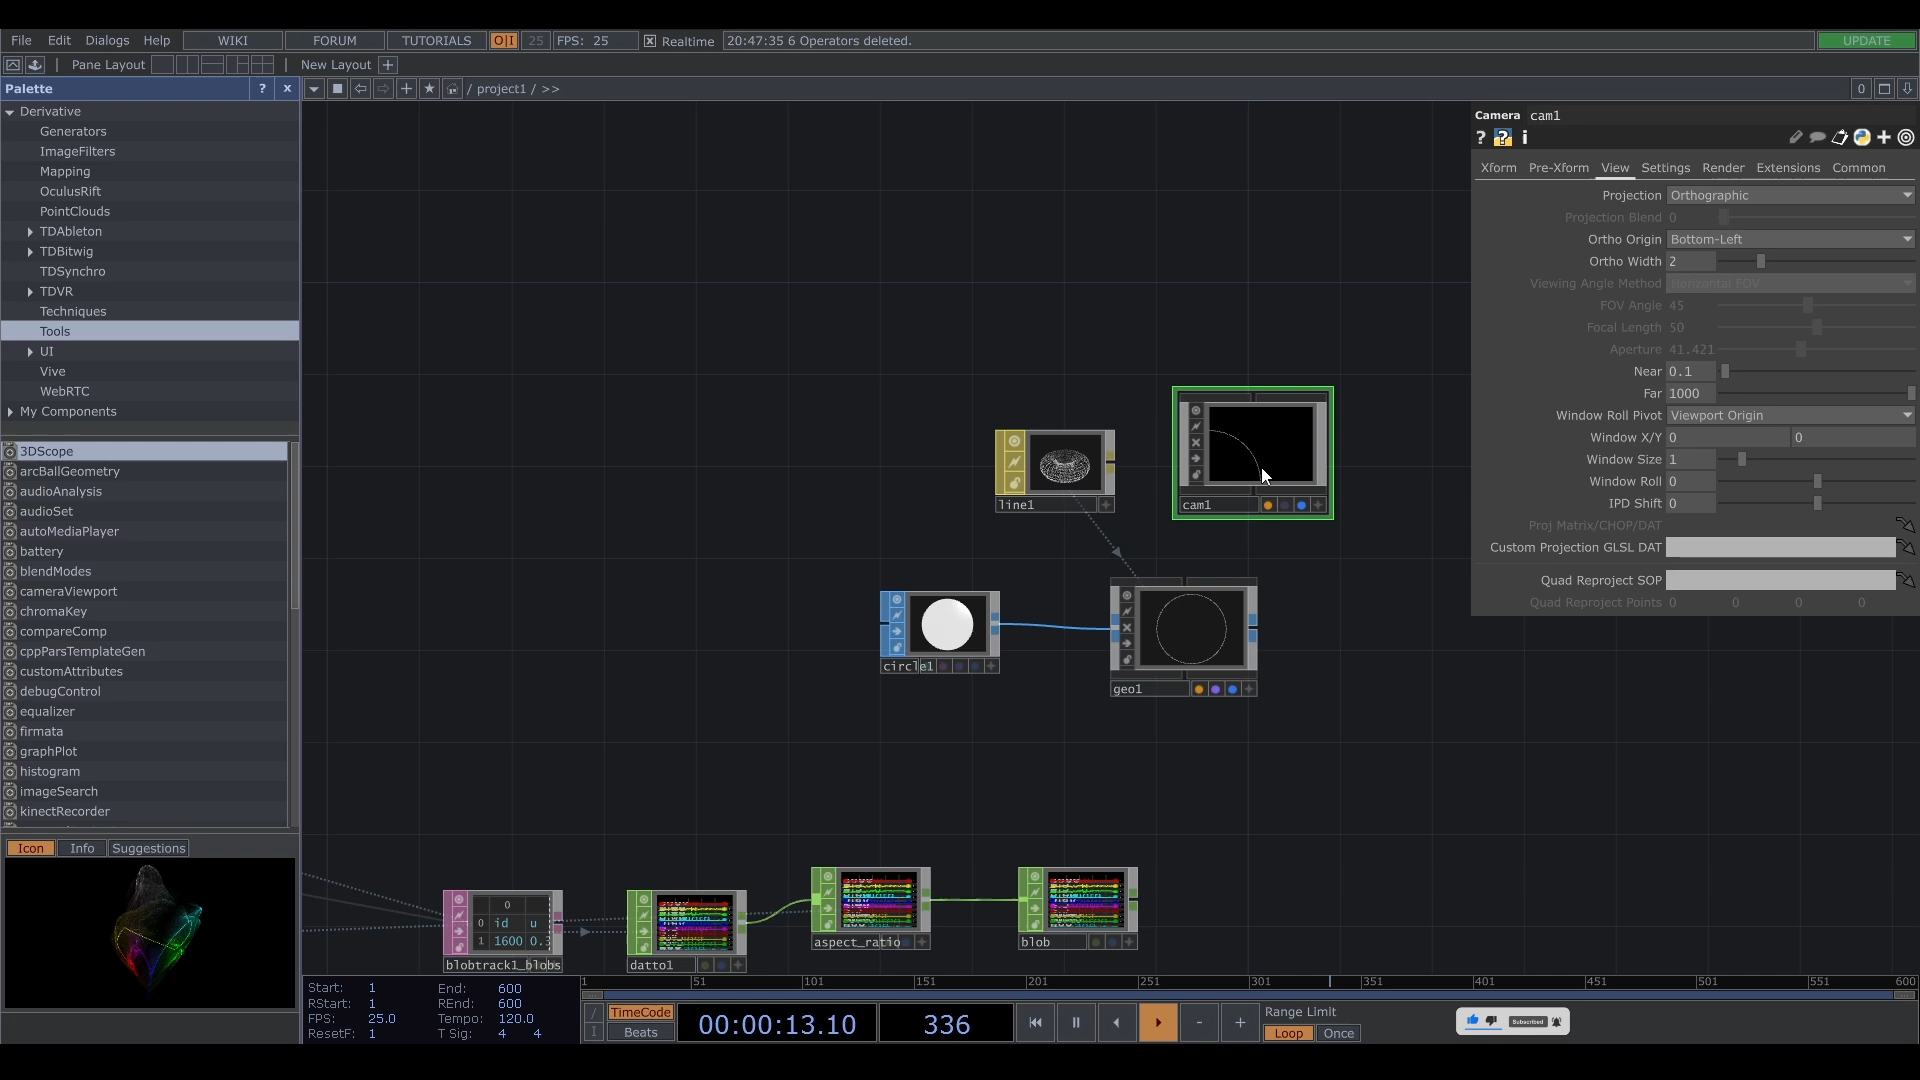 File Edit Dialogs Help WIKI FORUM TUTORIALS O|I 25 FPS: 25 Realtime 20:47:35 6 Operators deleted. UPDATE
Pane Layout New Layout +
Palette ? x / project1 / >> 0
Derivative
Generators
ImageFilters
Mapping
OculusRift
PointClouds
TDAbleton
TDBitwig
TDSynchro
TDVR
Techniques
Tools
UI
Vive
WebRTC
My Components
3DScope
arcBallGeometry
audioAnalysis
audioSet
autoMediaPlayer
battery
blendModes
cameraViewport
chromaKey
compareComp
cppParsTemplateGen
customAttributes
debugControl
equalizer
firmata
graphPlot
histogram
imageSearch
kinectRecorder
Icon Info Suggestions
Camera cam1
? ? i
Xform Pre-Xform View Settings Render Extensions Common
Projection Orthographic
Projection Blend 0
Ortho Origin Bottom-Left
Ortho Width 2
Viewing Angle Method Horizontal FOV
FOV Angle 45
Focal Length 50
Aperture 41.421
Near 0.1
Far 1000
Window Roll Pivot Viewport Origin
Window X/Y 0 0
Window Size 1
Window Roll 0
IPD Shift 0
Proj Matrix/CHOP/DAT
Custom Projection GLSL DAT
Quad Reproject SOP
Quad Reproject Points 0 0 0 0
line1
cam1
circle1
geo1
0
0 id u
1 1600 0.
blobtrack1_blobs
datto1
aspect_ratio
blob
Start: 1 End: 600
RStart: 1 REnd: 600
FPS: 25.0 Tempo: 120.0
ResetF: 1 T Sig: 4 4
1 51 101 151 201 251 301 351 401 451 501 551 600
TimeCode
Beats
00:00:13.10
336
- +
Range Limit
Loop Once
Subscribed